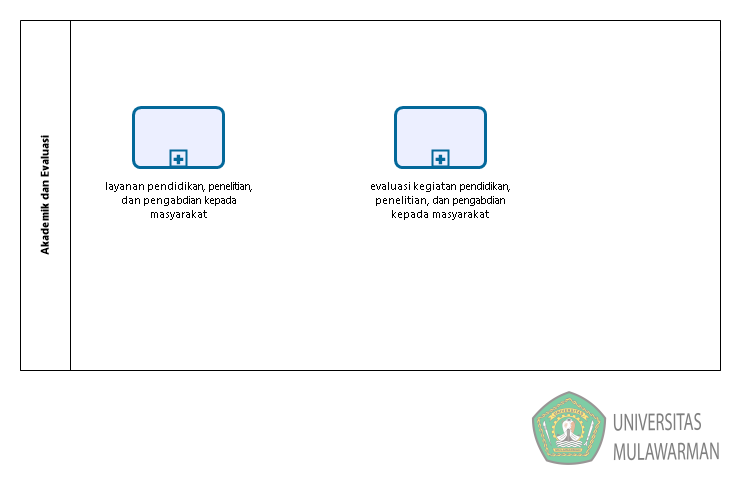 Akademik dan Evaluasi
layanan pendidikan, penelitian,
dan pengabdian kepada
masyarakat
evaluasi kegiatan pendidikan,
penelitian, dan pengabdian
kepada masyarakat
UNIVERSITAS
MULAWARMAN